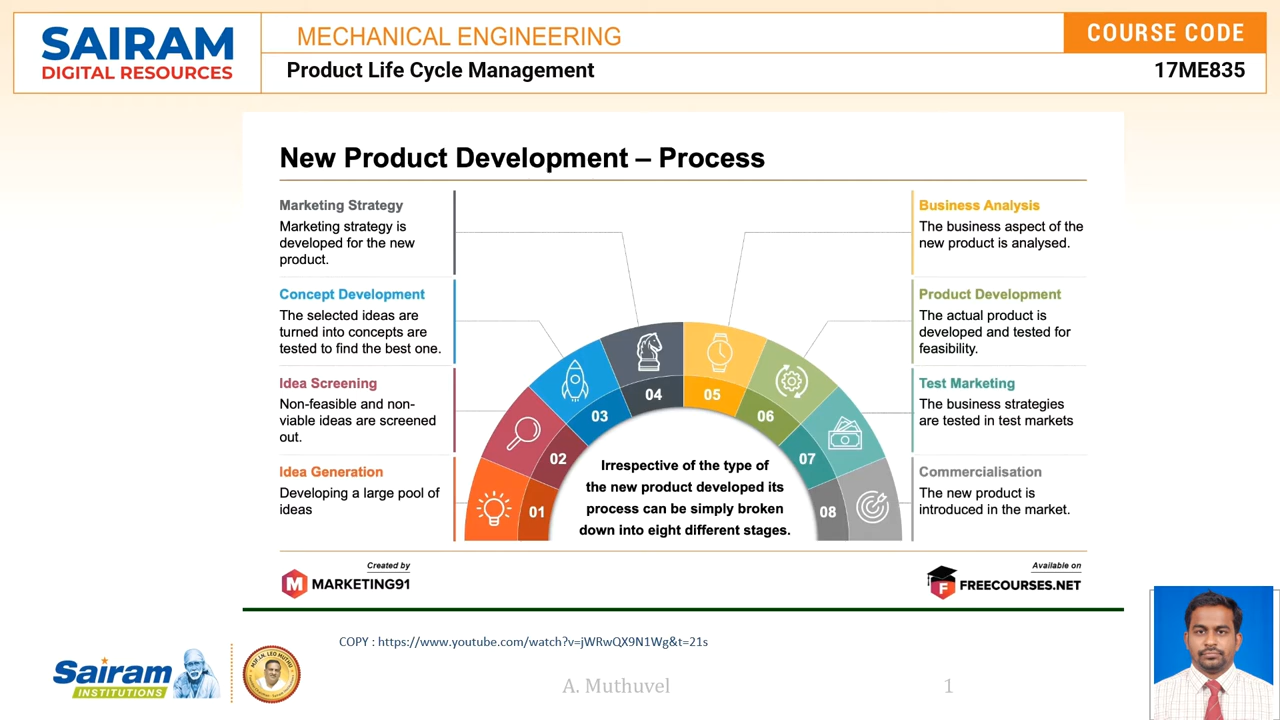 SAIRAM
DIGITAL RESOURCES
MECHANICAL ENGINEERING
COURSE CODE
Product Life Cycle Management
17ME835
New Product Development – Process
Marketing Strategy
Marketing strategy is
developed for the new
product.
Concept Development
The selected ideas are
turned into concepts are
tested to find the best one.
Idea Screening
Non-feasible and non-
viable ideas are screened
out.
Idea Generation
Developing a large pool of
ideas
01
02
03
04
05
06
07
08
Irrespective of the type of
the new product developed its
process can be simply broken
down into eight different stages.
Business Analysis
The business aspect of the
new product is analysed.
Product Development
The actual product is
developed and tested for
feasibility.
Test Marketing
The business strategies
are tested in test markets
Commercialisation
The new product is
introduced in the market.
Created by
M MARKETING91
Available on
F FREECOURSES.NET
COPY : https://www.youtube.com/watch?v=jWRwQX9N1Wg&t=21s
Sairam
INSTITUTIONS
MJF. LN. LEO MUTHU
A. Muthuvel
1